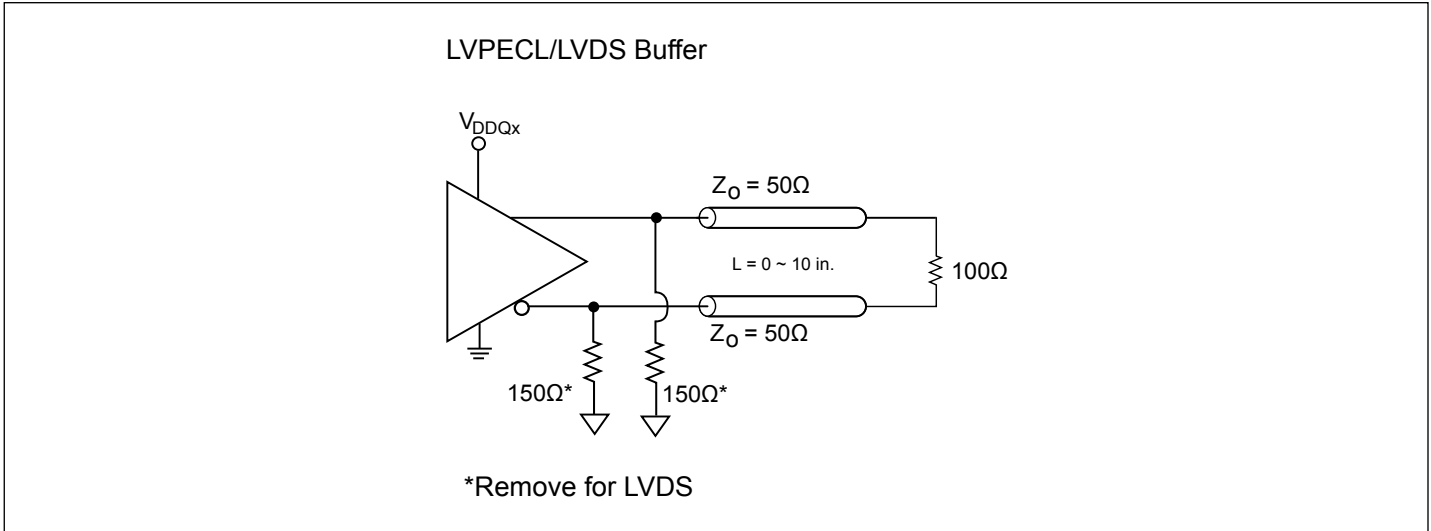 LVPECL/LVDS Buffer
VDDQx
Zo = 50Ω
L = 0 ~ 10 in.
100Ω
Zo = 50Ω
150Ω*
150Ω*
*Remove for LVDS